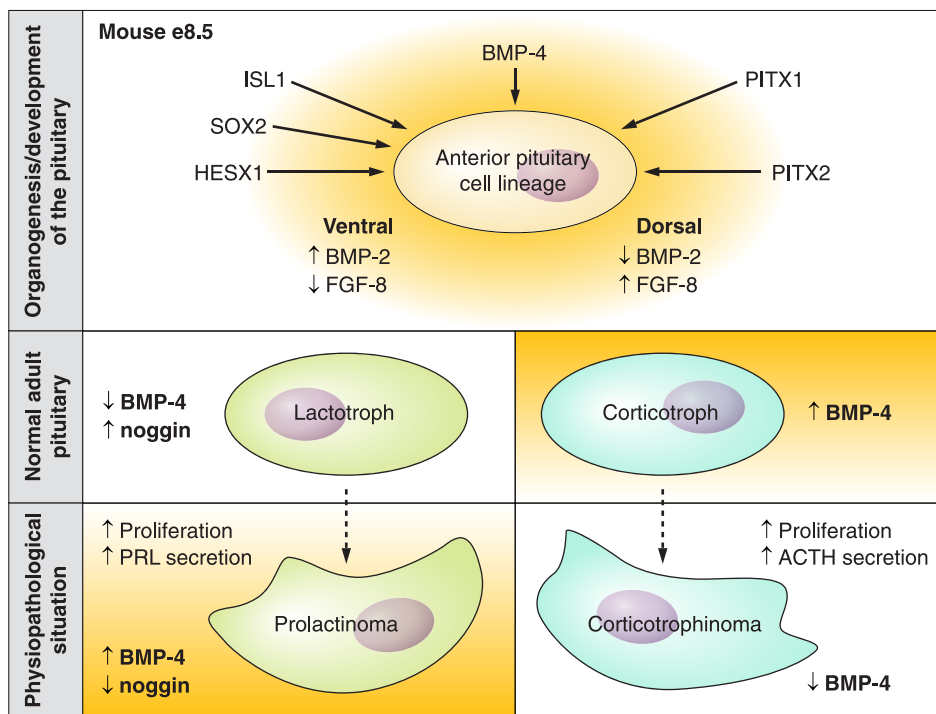 Organogenesis/development
of the pituitary
Mouse e8.5
BMP-4
ISL1
PITX1
SOX2
HESX1
PITX2
Anterior pituitary
cell lineage
Ventral
↑ BMP-2
↓ FGF-8
Dorsal
↓ BMP-2
↑ FGF-8
Normal adult
pituitary
↓ BMP-4
↑ noggin
Lactotroph
Corticotroph
↑ BMP-4
Physiopathological
situation
↑ Proliferation
↑ PRL secretion
Prolactinoma
↑ BMP-4
↓ noggin
↑ Proliferation
↑ ACTH secretion
Corticotrophinoma
↓ BMP-4